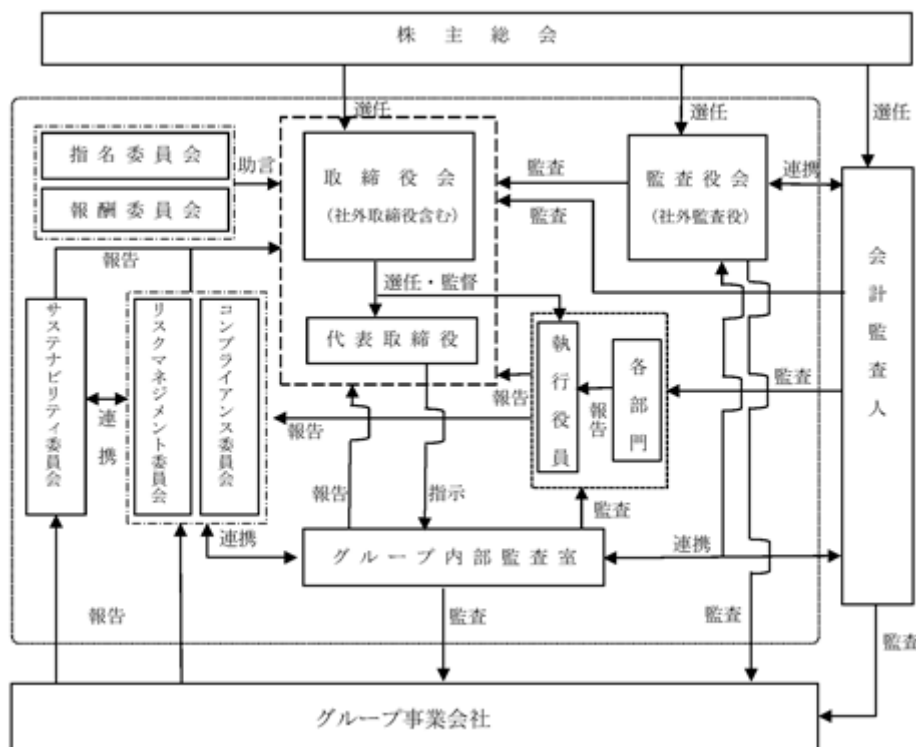 株主総会
選任
選任
選任
指名委員会
報酬委員会
助言
取締役会
(社外取締役含む)
監査
監査
監査役会
(社外監査役)
連携
会計監査人
報告
選任・監督
代表取締役
サステナビリティ委員会
連携
リスクマネジメント委員会
コンプライアンス委員会
執行役員
報告
各部門
監査
報告
報告
報告
指示
監査
連携
グループ内部監査室
連携
報告
監査
監査
監査
グループ事業会社